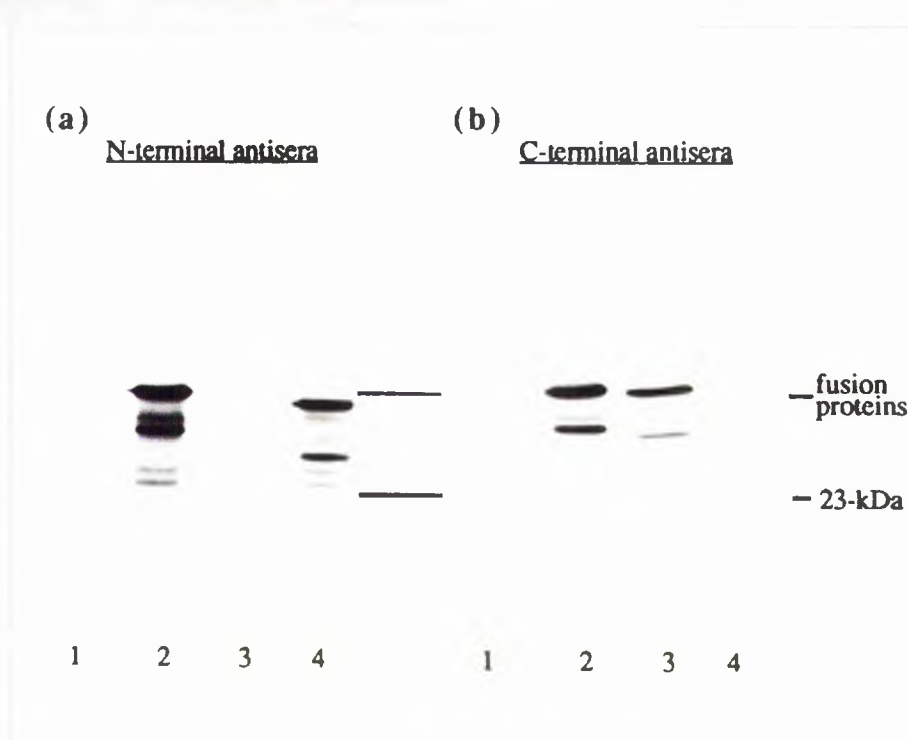 (a)
N-terminal antisera
(b)
C-terminal antisera
fusion
proteins
23-kDa
1 2 3 4
1 2 3 4